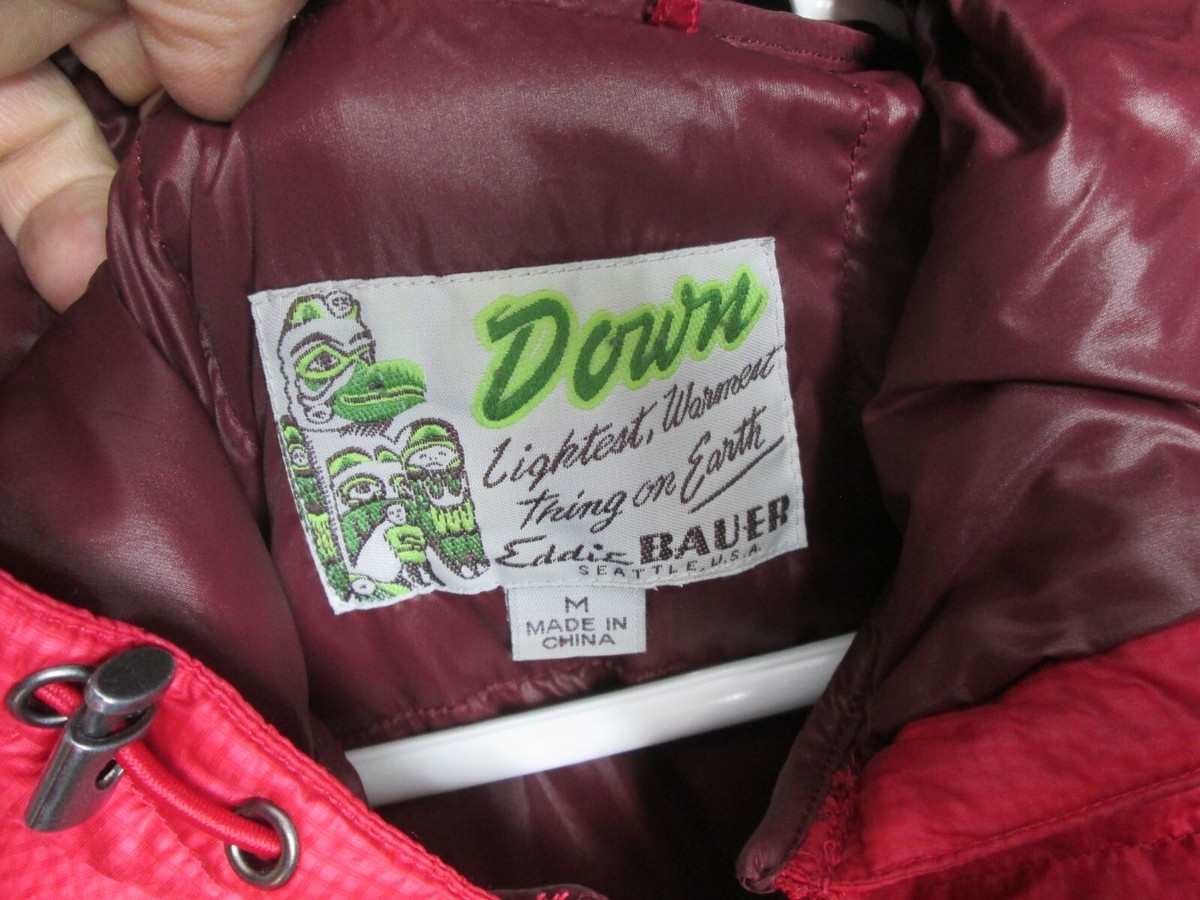 Down
Lightest, Warmest
Thing on Earth
Eddie BAUER
SEATTLE, U.S.A.
M
MADE IN
CHINA